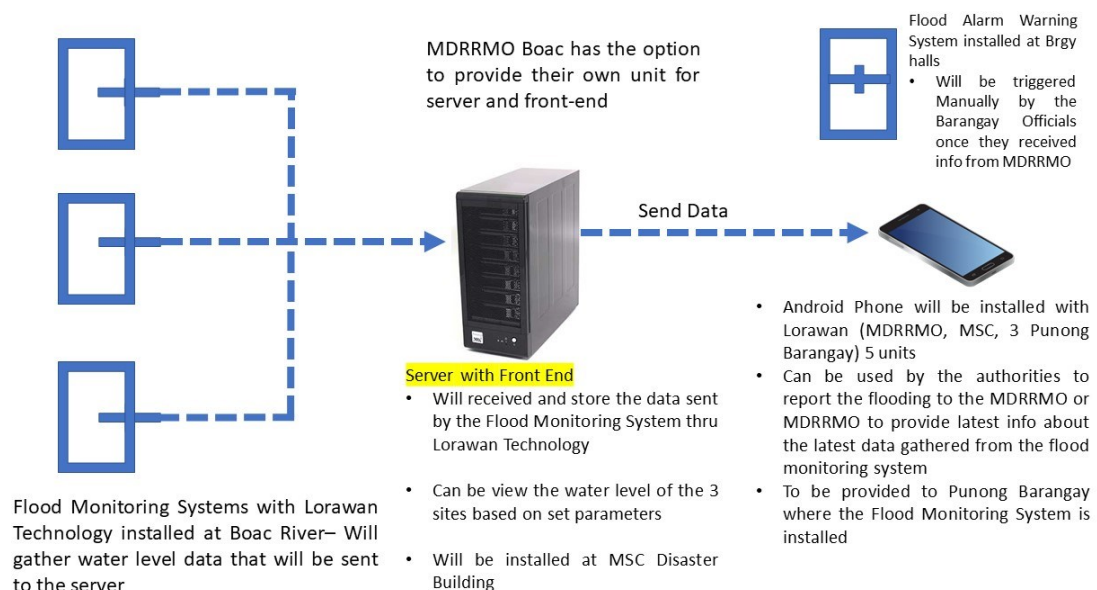 MDRRMO Boac has the option
to provide their own unit for
server and front-end
Flood Alarm Warning
System installed at Brgy
halls
• Will be triggered
Manually by the
Barangay Officials
once they received
info from MDRRMO
Send Data
Flood Monitoring Systems with Lorawan
Technology installed at Boac River– Will
gather water level data that will be sent
to the server
Server with Front End
• Will received and store the data sent
by the Flood Monitoring System thru
Lorawan Technology
• Can be view the water level of the 3
sites based on set parameters
• Will be installed at MSC Disaster
Building
• Android Phone will be installed with
Lorawan (MDRRMO, MSC, 3 Punong
Barangay) 5 units
• Can be used by the authorities to
report the flooding to the MDRRMO or
MDRRMO to provide latest info about
the latest data gathered from the flood
monitoring system
• To be provided to Punong Barangay
where the Flood Monitoring System is
installed